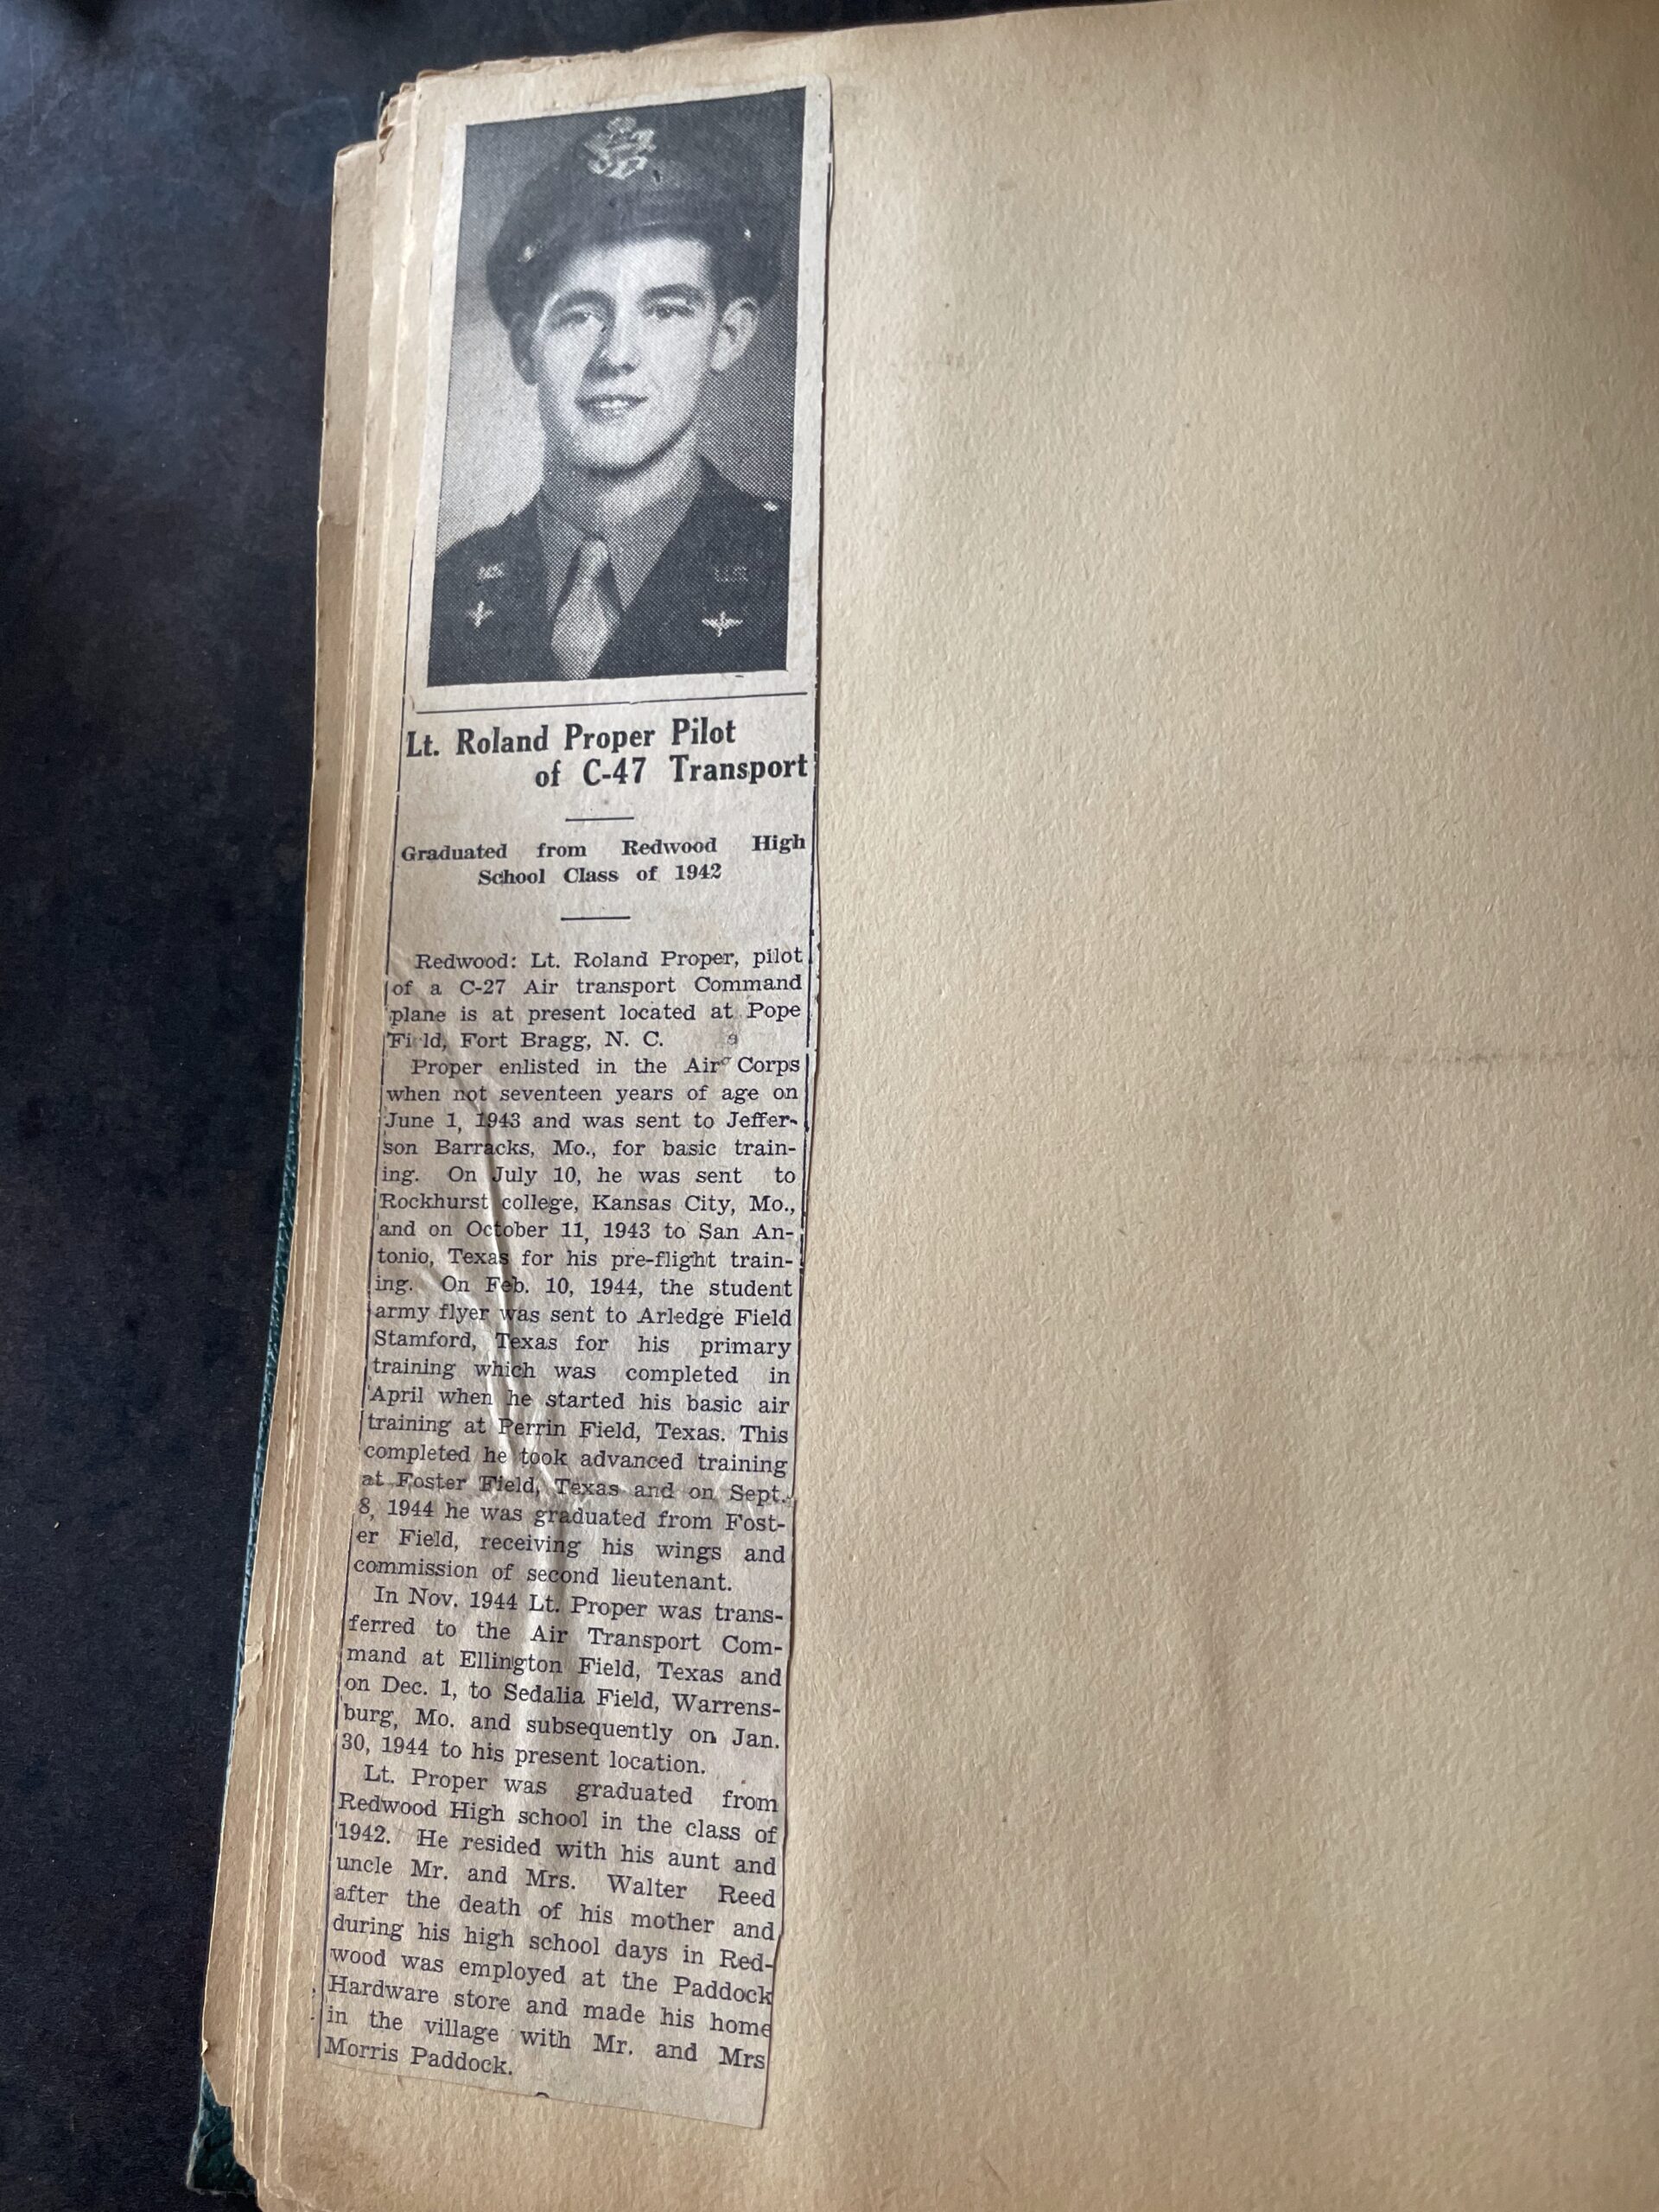 Lt. Roland Proper Pilot
of C-47 Transport
Graduated from Redwood High
School Class of 1942
Redwood: Lt. Roland Proper, pilot
of a C-27 Air transport Command
plane is at present located at Pope
Fi ld, Fort Bragg, N. C.
Proper enlisted in the Air Corps
when not seventeen years of age on
June 1, 1943 and was sent to Jeffer-
son Barracks, Mo., for basic train-
ing. On July 10, he was sent to
Rockhurst college, Kansas City, Mo.,
and on October 11, 1943 to San An-
tonio, Texas for his pre-flight train-
ing. On Feb. 10, 1944, the student
army flyer was sent to Arledge Field
Stamford, Texas for his primary
training which was completed in
April when he started his basic air
training at Perrin Field, Texas. This
completed he took advanced training
at Foster Field, Texas and on Sept.
8, 1944 he was graduated from Fost-
er Field, receiving his wings and
commission of second lieutenant.
In Nov. 1944 Lt. Proper was trans-
ferred to the Air Transport Com-
mand at Ellington Field, Texas and
on Dec. 1, to Sedalia Field, Warrens-
burg, Mo. and subsequently on Jan.
30, 1944 to his present location.
Lt. Proper was graduated from
Redwood High school in the class of
1942. He resided with his aunt and
uncle Mr. and Mrs. Walter Reed
after the death of his mother and
during his high school days in Red-
wood was employed at the Paddock
Hardware store and made his home
in the village with Mr. and Mrs
Morris Paddock.